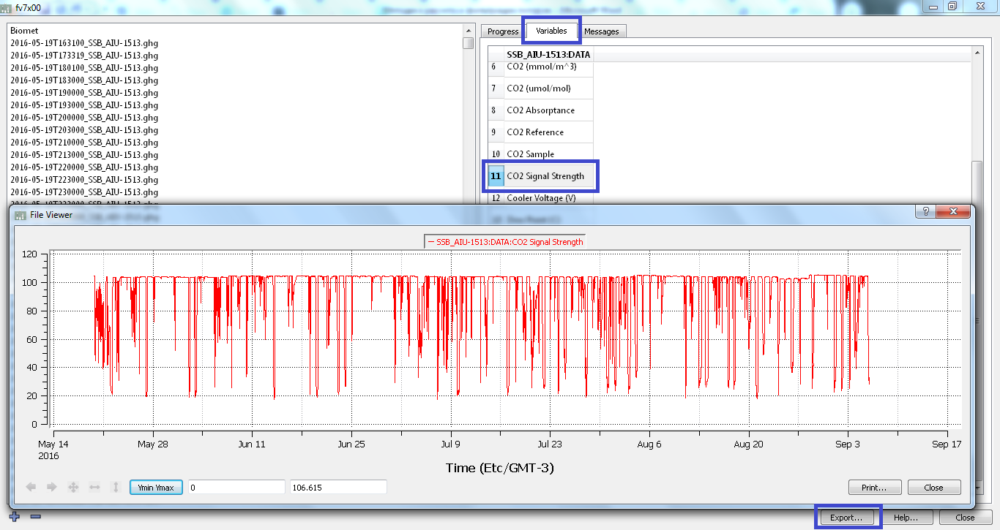 fv7x00
Biomet
2016-05-19T163100_SSB_AIU-1513.ghg
2016-05-19T173319_SSB_AIU-1513.ghg
2016-05-19T180100_SSB_AIU-1513.ghg
2016-05-19T183000_SSB_AIU-1513.ghg
2016-05-19T190000_SSB_AIU-1513.ghg
2016-05-19T193000_SSB_AIU-1513.ghg
2016-05-19T200000_SSB_AIU-1513.ghg
2016-05-19T203000_SSB_AIU-1513.ghg
2016-05-19T210000_SSB_AIU-1513.ghg
2016-05-19T213000_SSB_AIU-1513.ghg
2016-05-19T220000_SSB_AIU-1513.ghg
2016-05-19T223000_SSB_AIU-1513.ghg
Progress Variables Messages
SSB_AIU-1513:DATA
6 CO2 (mmol/m^3)
7 CO2 (umol/mol)
8 CO2 Absorptance
9 CO2 Reference
10 CO2 Sample
11 CO2 Signal Strength
12 Cooler Voltage (V)
File Viewer
SSB_AIU-1513:DATA:CO2 Signal Strength
120
100
80
60
40
20
0
May 14 May 28 Jun 11 Jun 25 Jul 9 Jul 23 Aug 6 Aug 20 Sep 3 Sep 17
2016
Time (Etc/GMT-3)
Ymin Ymax 0 106.615 Print... Close
Export... Help... Close